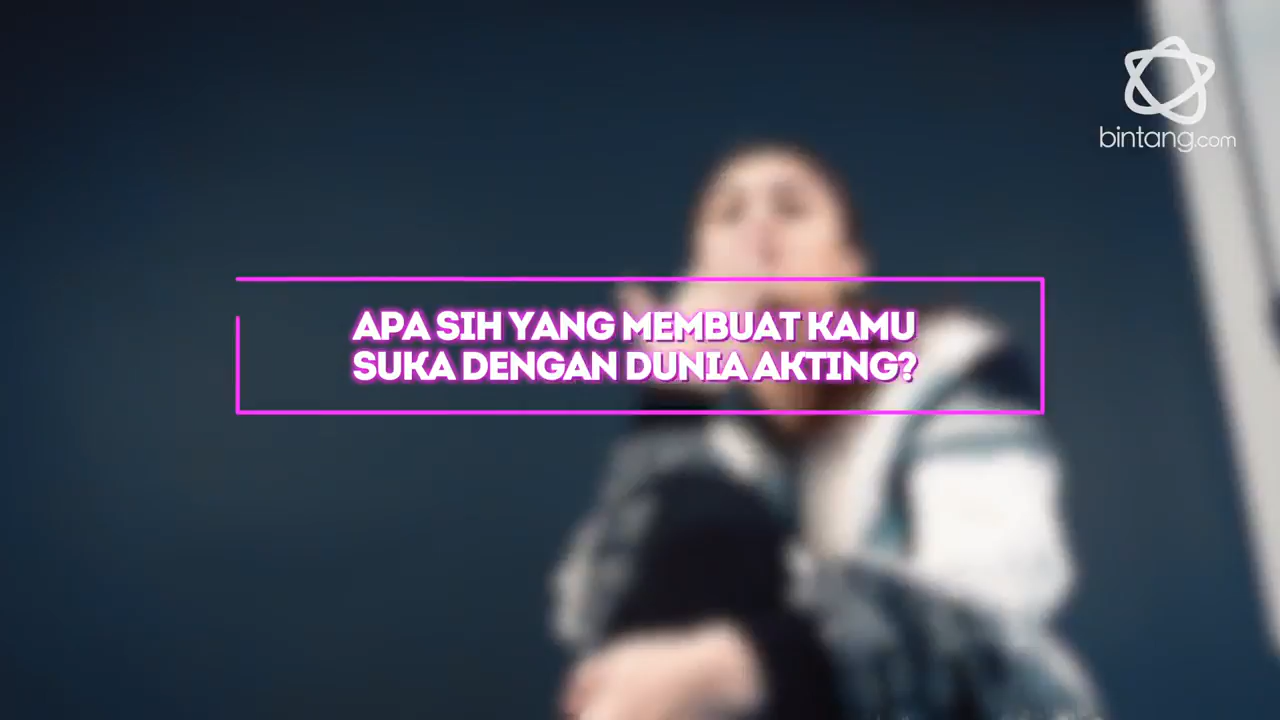 bintang.com
APA SIH YANG MEMBUAT KAMU
SUKA DENGAN DUNIA AKTING?